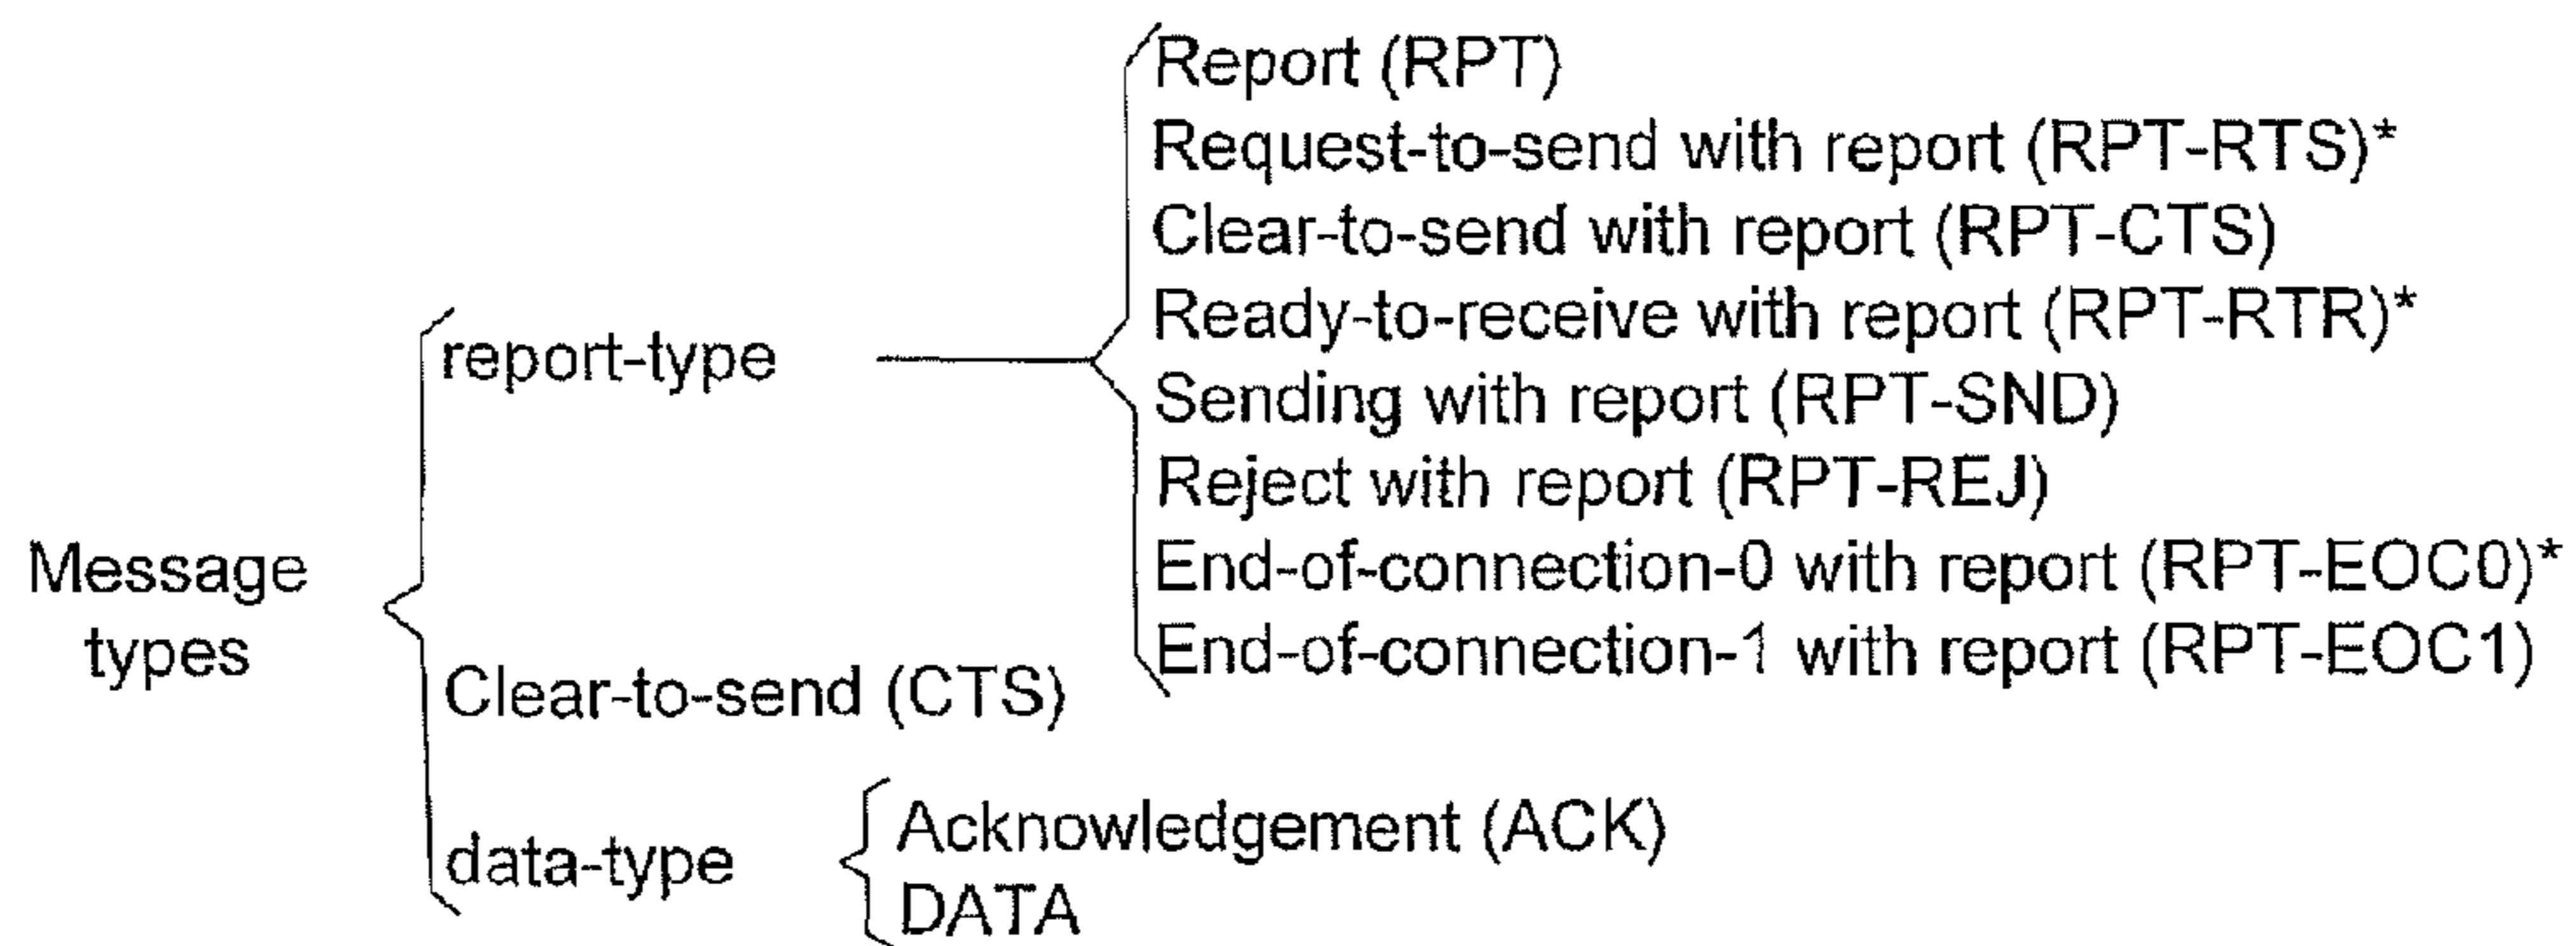 Report (RPT)
Request-to-send with report (RPT-RTS)*
Clear-to-send with report (RPT-CTS)
Ready-to-receive with report (RPT-RTR)*
report-type
Sending with report (RPT-SND)
Reject with report (RPT-REJ)
End-of-connection-0 with report (RPT-EOC0)*
End-of-connection-1 with report (RPT-EOC1)
Message
types
Clear-to-send (CTS)
data-type
Acknowledgement (ACK)
DATA